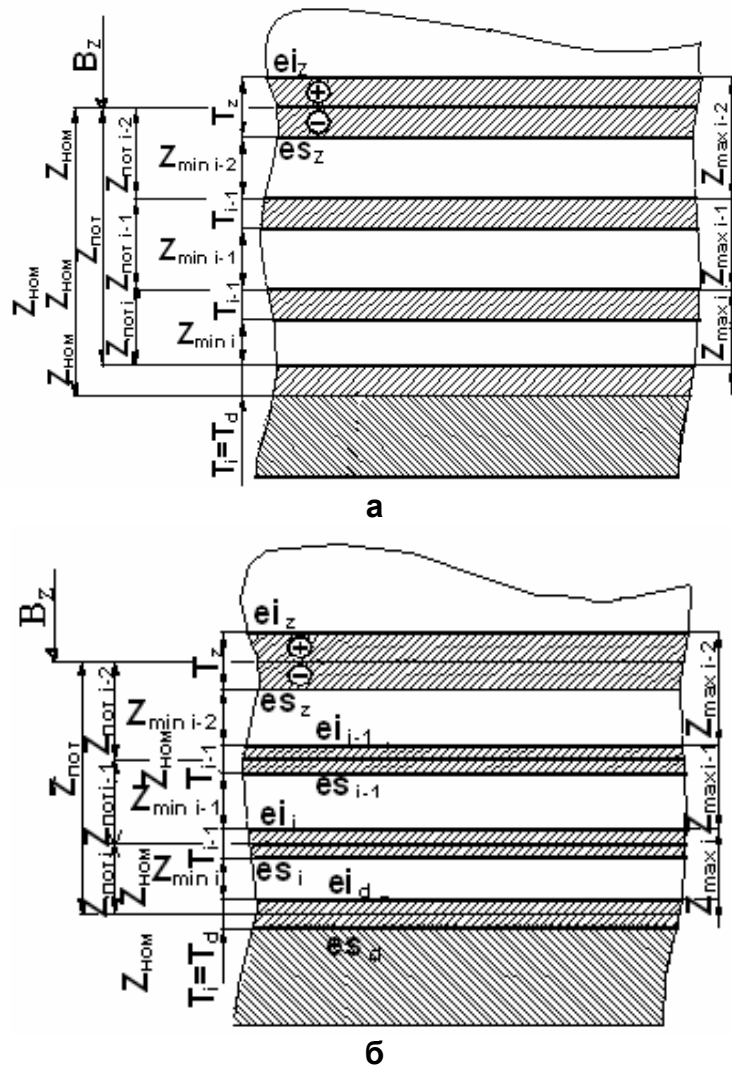 B_Z
ei_z
+
T_z
−
es_z
Z_ном
Z_пот i-2
Z_min i-2
Z_max i-2
Z_пот
T_i-1
Z_ном
Z_ном
Z_пот i-1
Z_min i-1
Z_max i-1
T_i-1
Z_ном
Z_пот i
Z_min i
Z_max i
T_i=T_d
а
B_Z
ei_z
+
T_z
−
es_z
Z_пот i-2
Z_min i-2
Z_max i-2
ei_i-1
Z_пот
Z_ном
T_i-1
es_i-1
Z_потi-1
Z_min i-1
Z_max i-1
ei_i
T_i-1
es_i
Z_пот i
Z_ном
Z_min i
Z_max i
ei_d
es_d
Z_ном
T_i=T_d
б